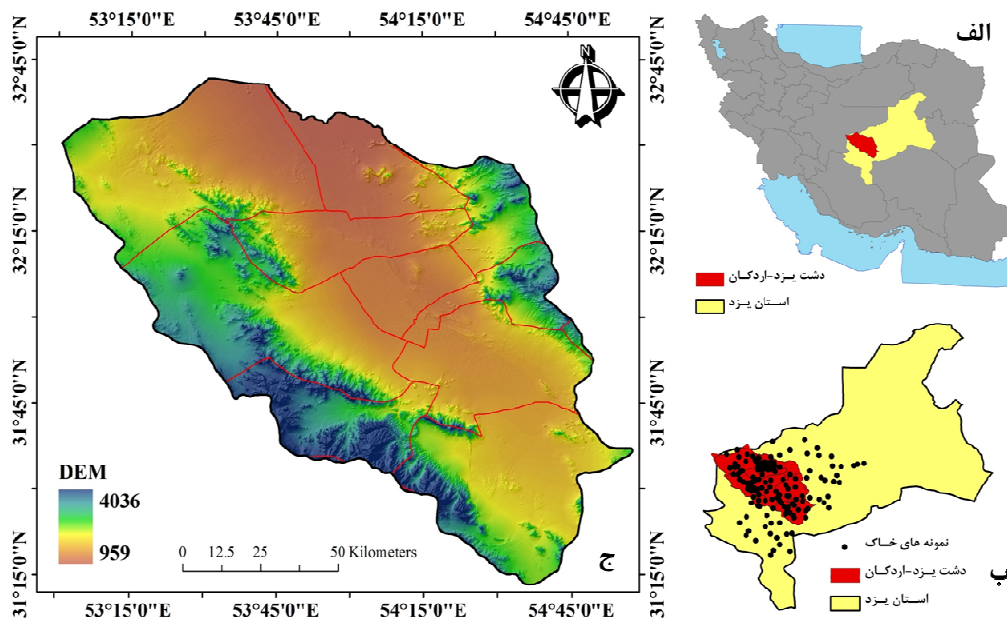 53°15'0"E 53°45'0"E 54°15'0"E 54°45'0"E
32°45'0"N
32°15'0"N
31°45'0"N
31°15'0"N
N
DEM
4036
959
0 12.5 25 50 Kilometers
ج
53°15'0"E 53°45'0"E 54°15'0"E 54°45'0"E
32°45'0"N
32°15'0"N
31°45'0"N
31°15'0"N
الف
دشت یزد-اردکان
استان یزد
نمونه های خاک
دشت یزد-اردکان
استان یزد
ب